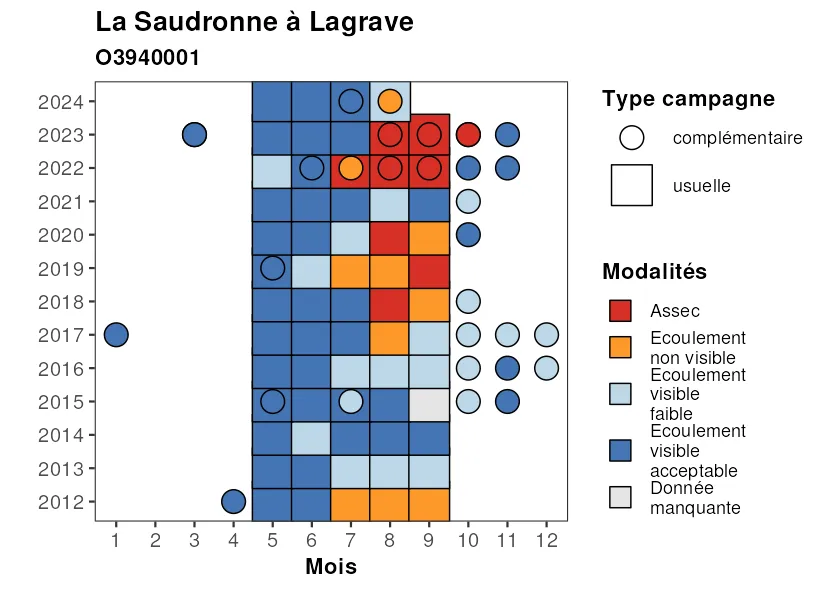 La Saudronne à Lagrave
O3940001
2024
2023
2022
2021
2020
2019
2018
2017
2016
2015
2014
2013
2012
1 2 3 4 5 6 7 8 9 10 11 12
Mois
Type campagne
complémentaire
usuelle
Modalités
Assec
Ecoulement
non visible
Ecoulement
visible
faible
Ecoulement
visible
acceptable
Donnée
manquante